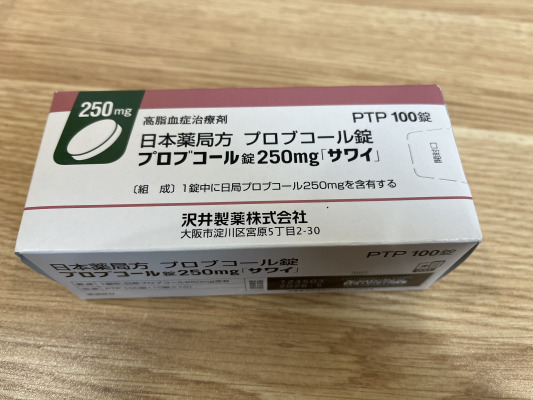 250mg
高脂血症治療剤
PTP 100錠
日本薬局方 プロブコール錠
プロブコール錠250mg「サワイ」
開封口
〔組 成〕1錠中に日局プロブコール250mgを含有する
沢井製薬株式会社
大阪市淀川区宮原5丁目2-30
日本薬局方 プロブコール錠
PTP 100錠
プロブコール錠250mg「サワイ」